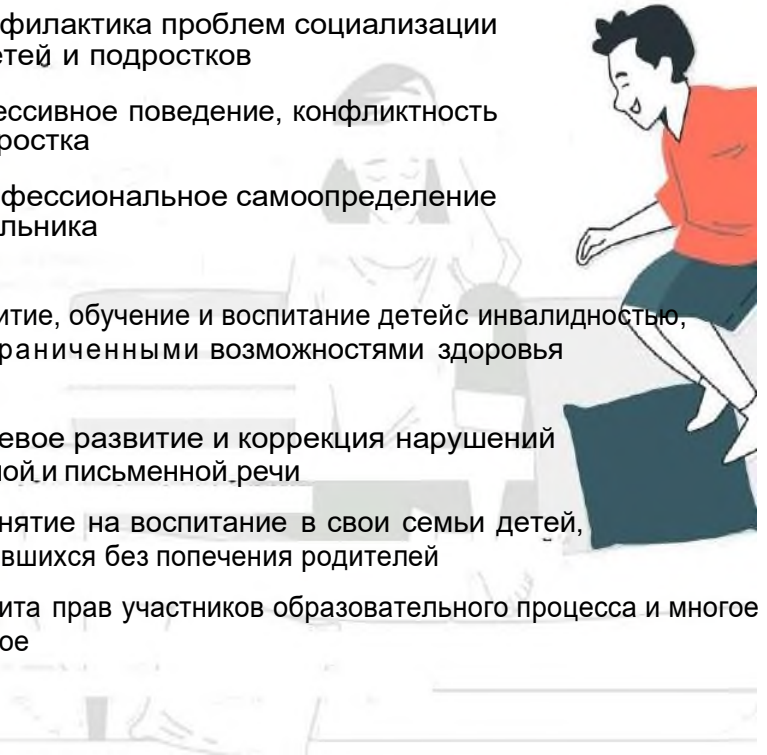 филактика проблем социализации
етей и подростков
ессивное поведение, конфликтность
ростка
фессиональное самоопределение
льника
итие, обучение и воспитание детейс инвалидностью,
раниченными возможностями здоровья
евое развитие и коррекция нарушений
ной и письменной речи
нятие на воспитание в свои семьи детей,
вшихся без попечения родителей
ита прав участников образовательного процесса и многое
ое